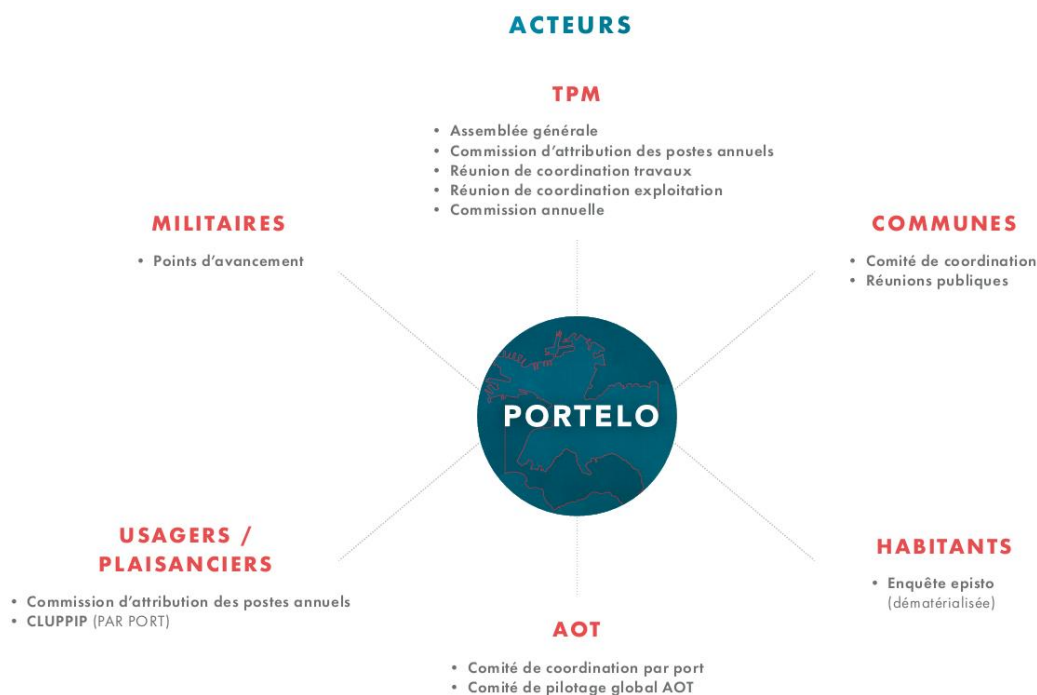 ACTEURS
TPM
• Assemblée générale
• Commission d'attribution des postes annuels
• Réunion de coordination travaux
• Réunion de coordination exploitation
• Commission annuelle
MILITAIRES
• Points d'avancement
COMMUNES
• Comité de coordination
• Réunions publiques
PORTELO
USAGERS /
PLAISANCIERS
• Commission d'attribution des postes annuels
• CLUPPIP (PAR PORT)
HABITANTS
• Enquête episto
(dématérialisée)
AOT
• Comité de coordination par port
• Comité de pilotage global AOT